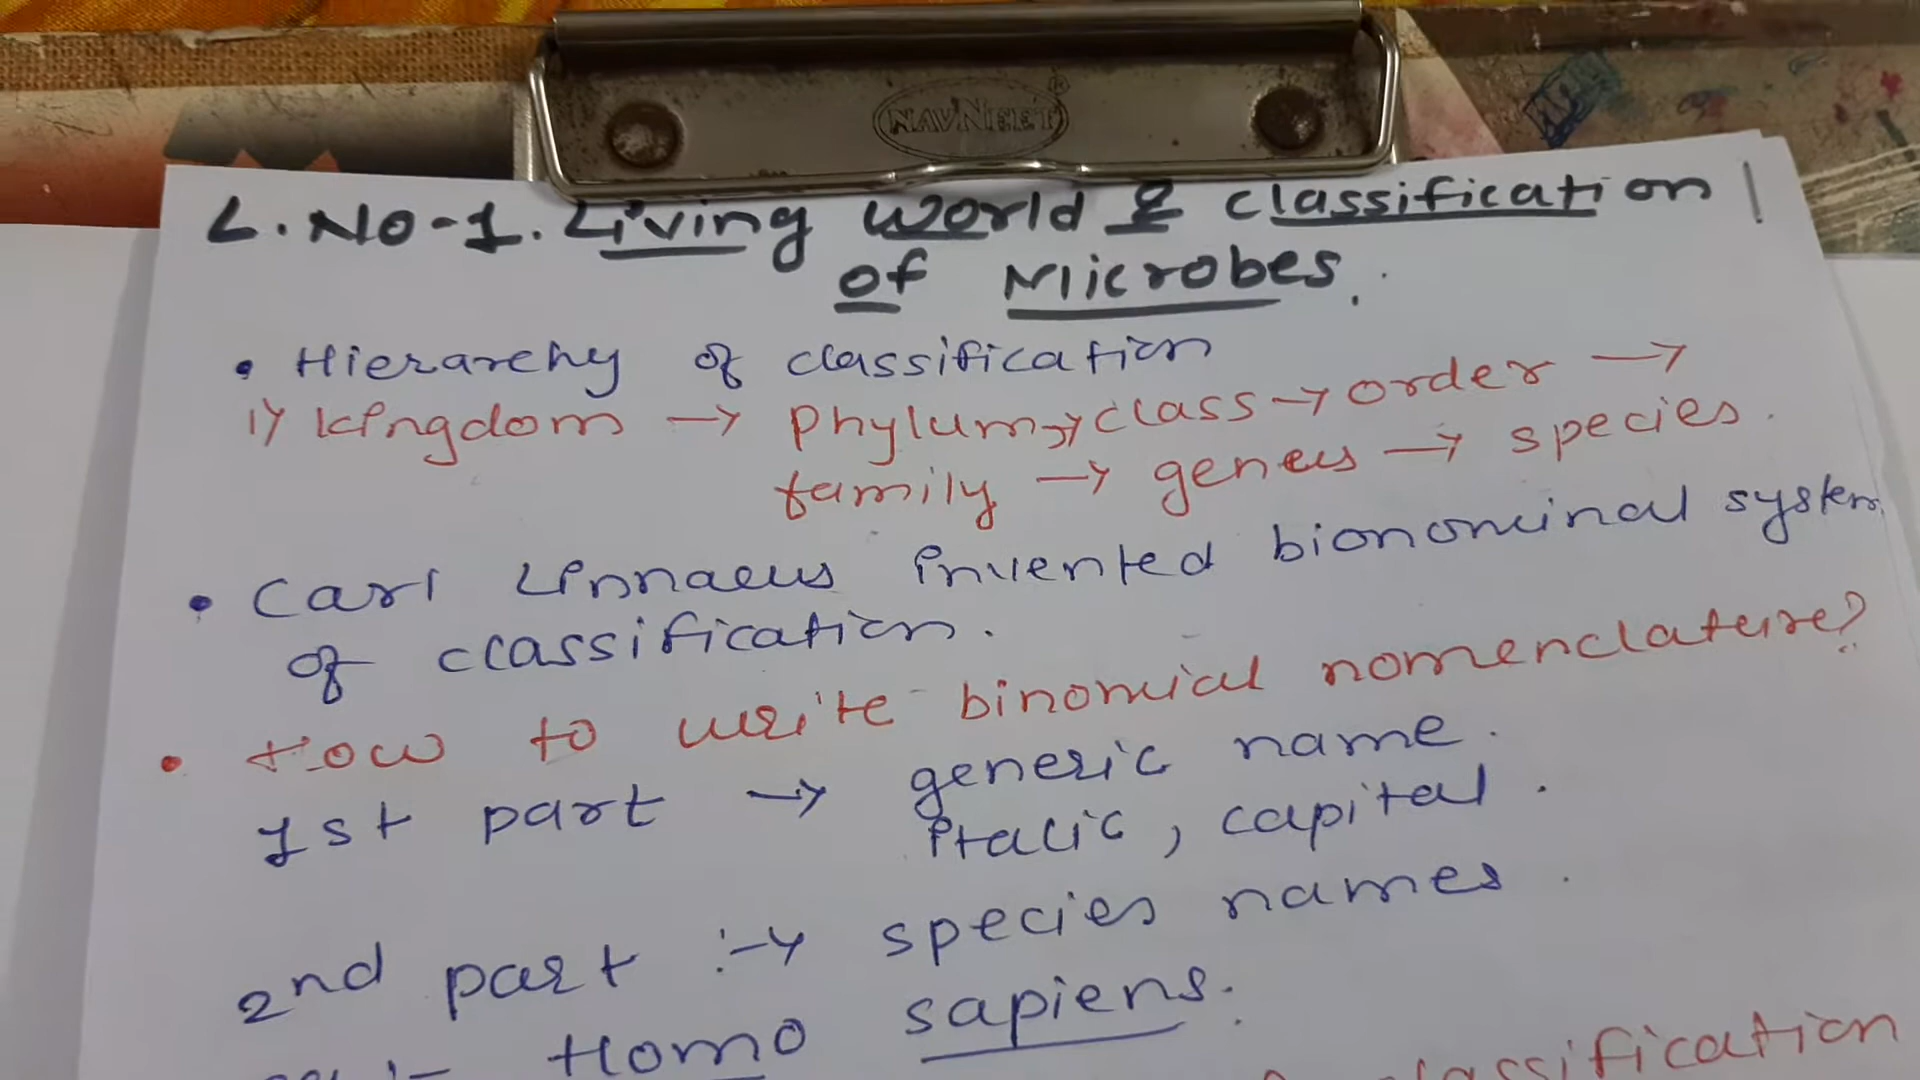 NAVNEET®
L. No-1. Living world & classification
of Microbes.
• Hierarchy of classification
1) kingdom → Phylum → class → order →
family → genus → species.
• Carl Linnaeus invented bionominal system
of classification.
• How to write binomial nomenclature?
1st part → generic name.
italic, capital.
2nd part :→ species names.
Homo sapiens.
classification